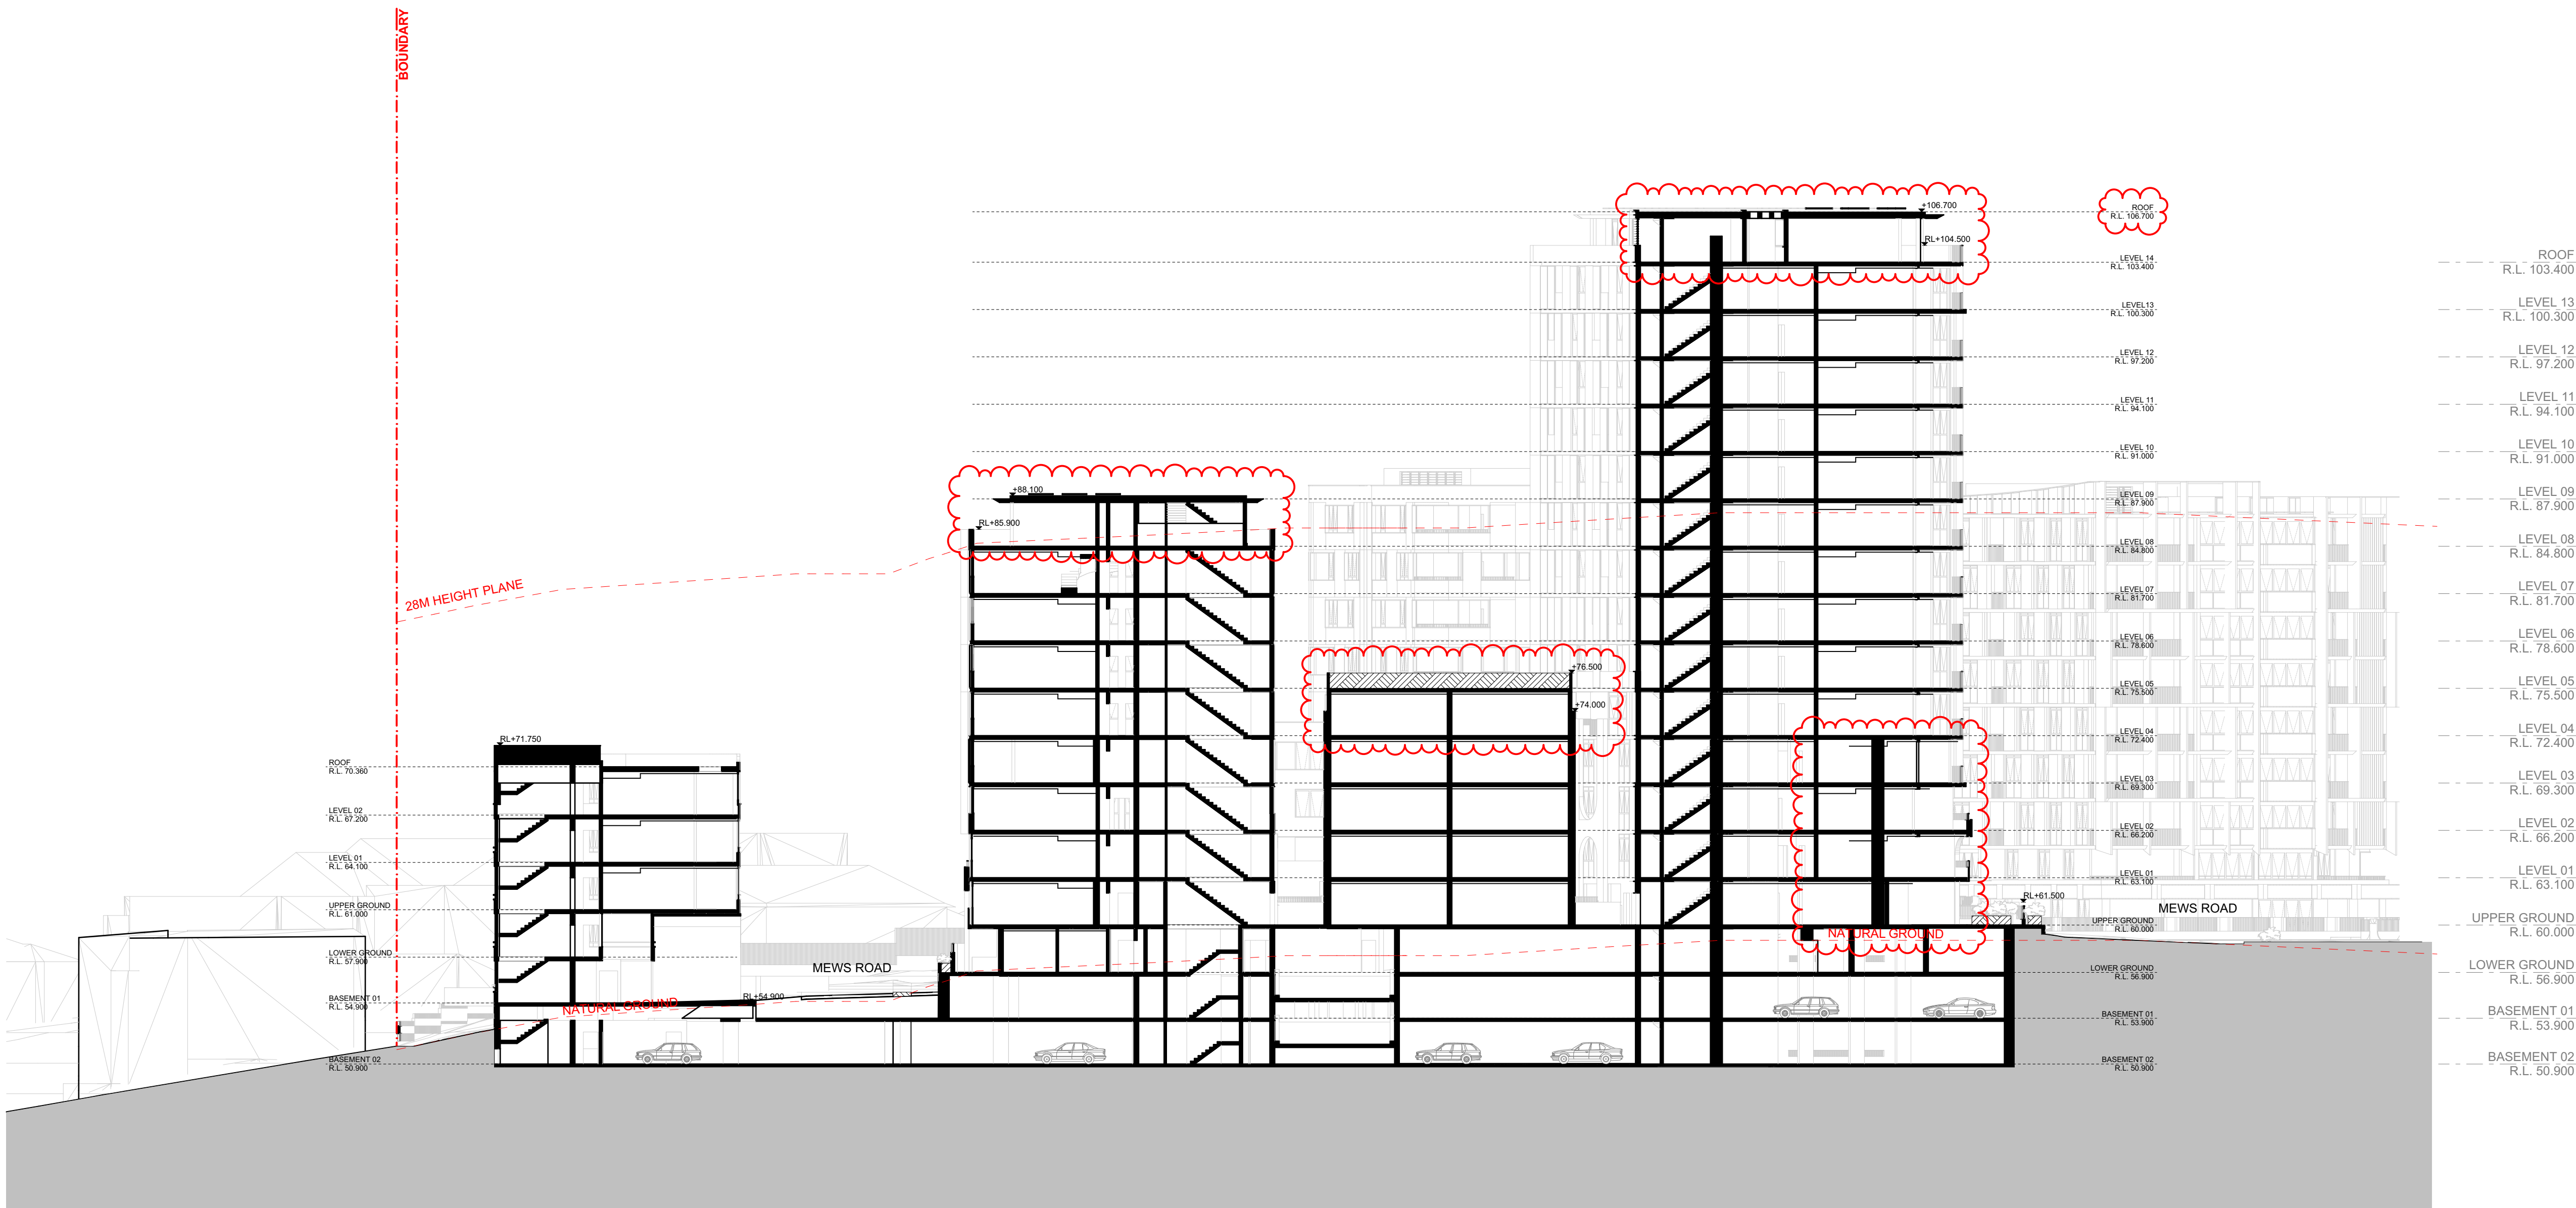 BOUNDARY
ROOF
R.L. 106.700
+106.700
RL+104.500
LEVEL 14
R.L. 103.400
LEVEL13
R.L. 100.300
LEVEL 12
R.L. 97.200
LEVEL 11
R.L. 94.100
LEVEL 10
R.L. 91.000
LEVEL 09
R.L. 87.900
LEVEL 08
R.L. 84.800
LEVEL 07
R.L. 81.700
LEVEL 06
R.L. 78.600
LEVEL 05
R.L. 75.500
LEVEL 04
R.L. 72.400
LEVEL 03
R.L. 69.300
LEVEL 02
R.L. 66.200
LEVEL 01
R.L. 63.100
UPPER GROUND
R.L. 60.000
LOWER GROUND
R.L. 56.900
BASEMENT 01
R.L. 53.900
BASEMENT 02
R.L. 50.900
ROOF
R.L. 103.400
LEVEL 13
R.L. 100.300
LEVEL 12
R.L. 97.200
LEVEL 11
R.L. 94.100
LEVEL 10
R.L. 91.000
LEVEL 09
R.L. 87.900
LEVEL 08
R.L. 84.800
LEVEL 07
R.L. 81.700
LEVEL 06
R.L. 78.600
LEVEL 05
R.L. 75.500
LEVEL 04
R.L. 72.400
LEVEL 03
R.L. 69.300
LEVEL 02
R.L. 66.200
LEVEL 01
R.L. 63.100
UPPER GROUND
R.L. 60.000
LOWER GROUND
R.L. 56.900
BASEMENT 01
R.L. 53.900
BASEMENT 02
R.L. 50.900
+88.100
RL+85.900
28M HEIGHT PLANE
+76.500
+74.000
RL+71.750
ROOF
R.L. 70.360
LEVEL 02
R.L. 67.200
LEVEL 01
R.L. 64.100
UPPER GROUND
R.L. 61.000
LOWER GROUND
R.L. 57.900
BASEMENT 01
R.L. 54.900
BASEMENT 02
R.L. 50.900
RL+61.500
MEWS ROAD
NATURAL GROUND
MEWS ROAD
RL+54.900
NATURAL GROUND